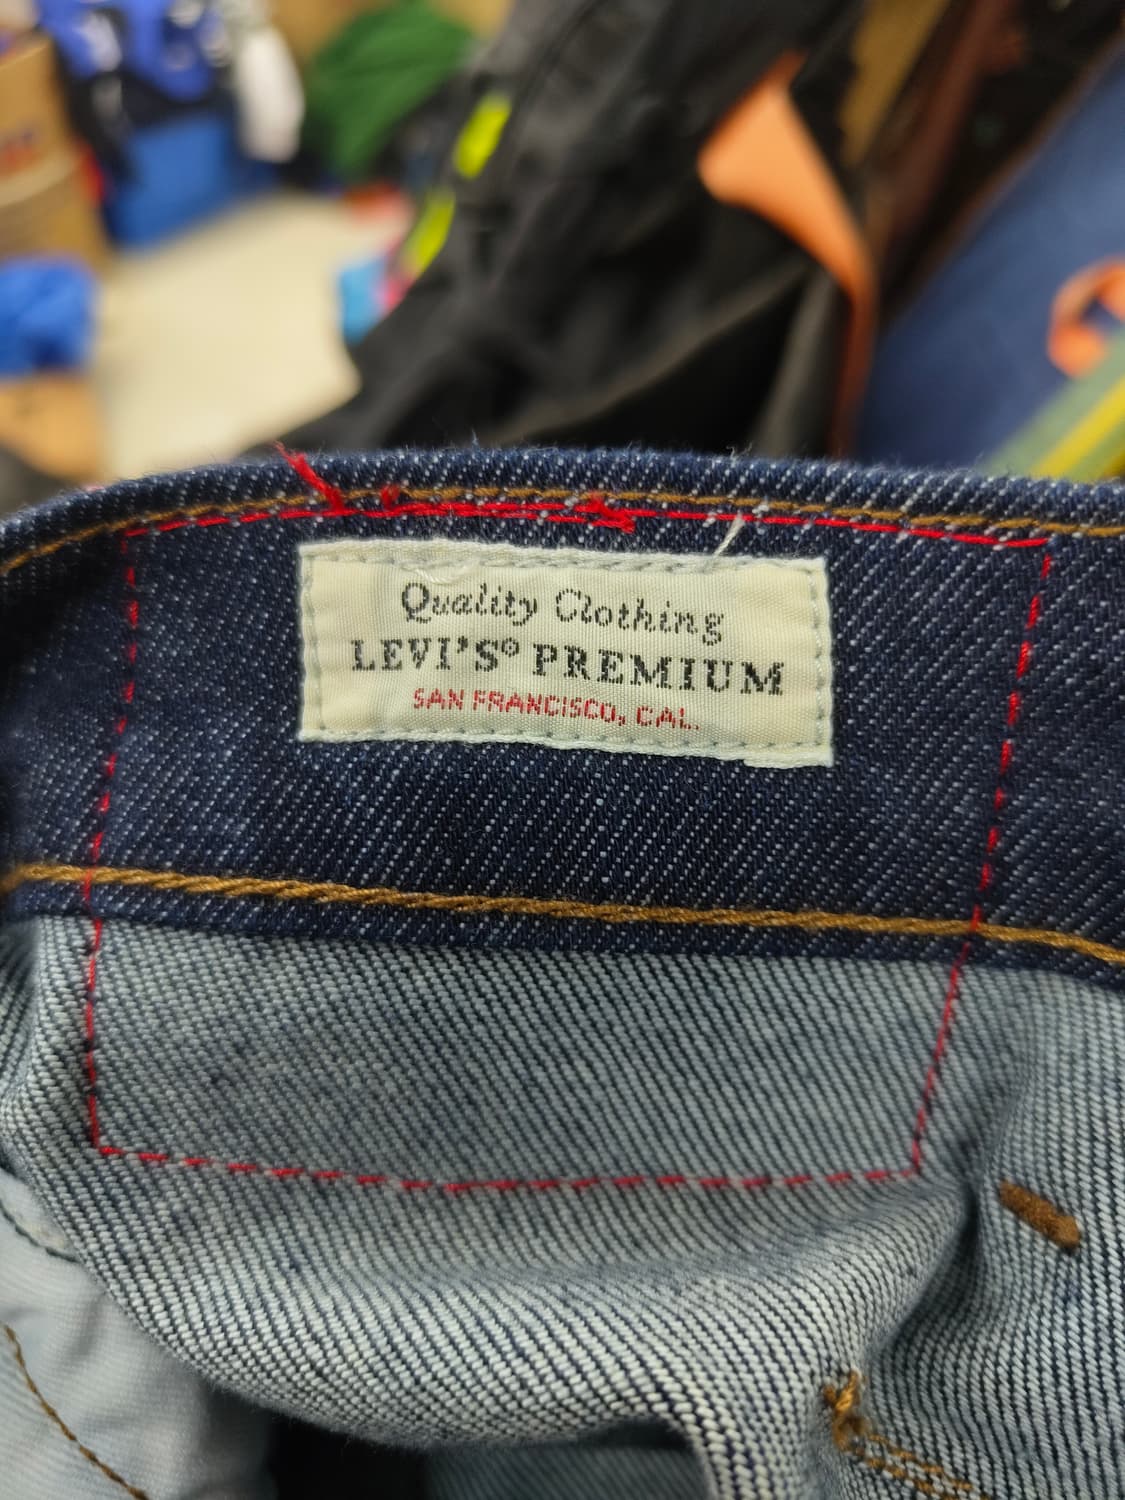 Quality Clothing
LEVI'S® PREMIUM
SAN FRANCISCO, CAL.